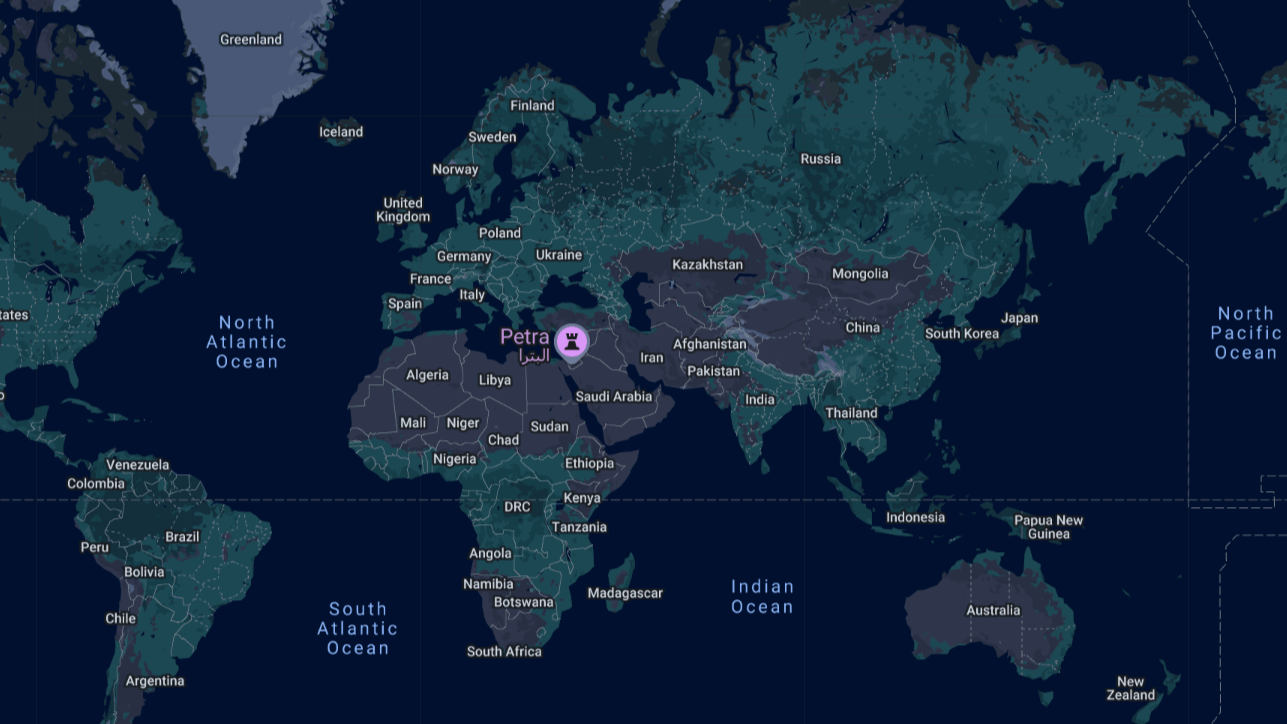 Greenland
Iceland
Finland
Sweden
Norway
Russia
United
Kingdom
Poland
Germany
Ukraine
France
Italy
Spain
Kazakhstan
Mongolia
tates
North
Atlantic
Ocean
Petra
البترا
Iran
Afghanistan
Pakistan
China
South Korea
Japan
North
Pacific
Ocean
Algeria
Libya
Saudi Arabia
India
Thailand
o
Mali
Niger
Chad
Sudan
Nigeria
Ethiopia
Venezuela
Colombia
DRC
Kenya
Tanzania
Indonesia
Papua New
Guinea
Brazil
Peru
Bolivia
Angola
Namibia
Botswana
Madagascar
Indian
Ocean
Australia
Chile
South
Atlantic
Ocean
South Africa
Argentina
New
Zealand